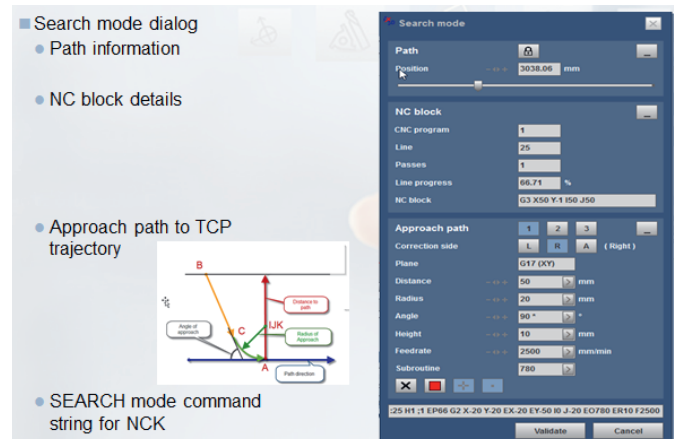 Search mode dialog
Path information
NC block details
Approach path to TCP
trajectory
B
Distance to
path
Angle of
approach
C
IJK
Radius of
Approach
A
Path direction
SEARCH mode command
string for NCK
Search mode
Path
Position 3038.06 mm
NC block
CNC program 1
Line 25
Passes 1
Line progress 66.71 %
NC block G3 X50 Y-1 I50 J50
Approach path 1 2 3
Correction side L R A ( Right )
Plane G17 (XY)
Distance 50 mm
Radius 20 mm
Angle 90 ° °
Height 10 mm
Feedrate 2500 mm/min
Subroutine 780
;25 H1 ;1 EP66 G2 X-20 Y-20 EX-20 EY-50 I0 J-20 EO780 ER10 F2500
Validate Cancel